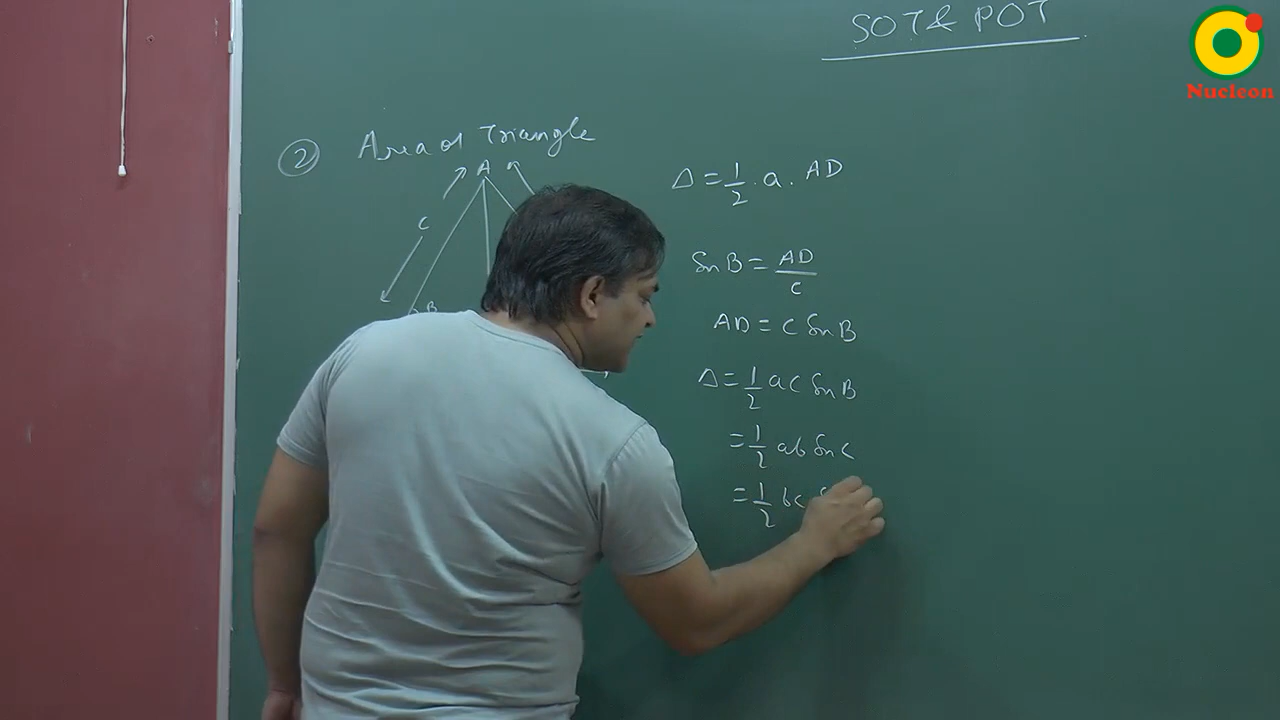 SOT & POT
Nucleon
② Area of Triangle
A
C
B
Δ = 1/2 . a . AD
Sin B = AD/c
AD = c Sin B
Δ = 1/2 ac Sin B
= 1/2 ab Sin C
= 1/2 bc